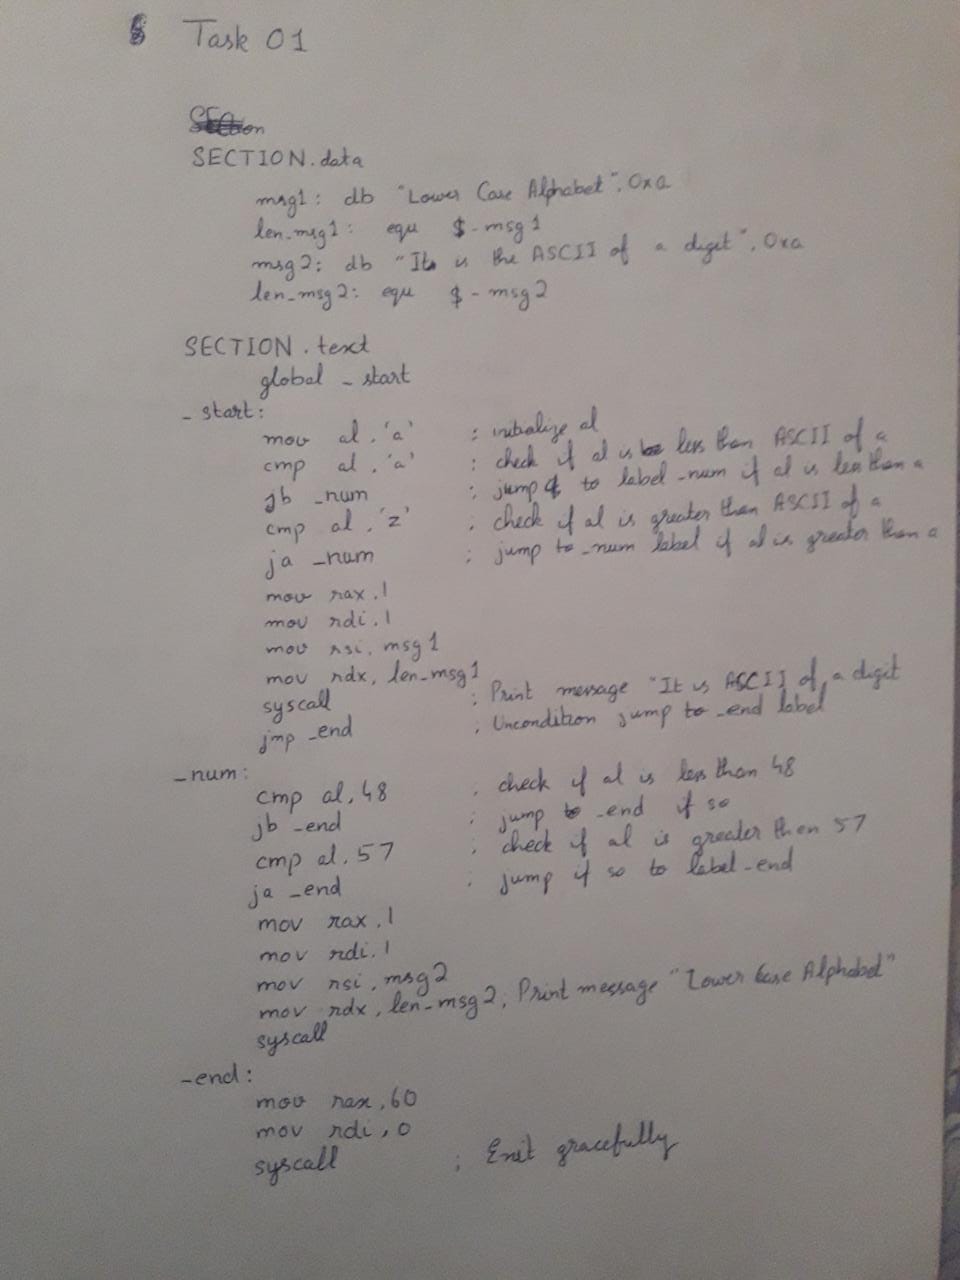 Task 01
SECtion
SECTION.data
msg1: db "Lower Case Alphabet", 0xa
len_msg1: equ $-msg1
msg2: db "It is the ASCII of a digit", 0xa
len_msg2: equ $-msg2
SECTION .text
global _start
_start:
mov al, 'a' ; initialize al
cmp al, 'a' ; check if al is less than ASCII of a
jb _num ; jump to label _num if al is less than a
cmp al, 'z' ; check if al is greater than ASCII of a
ja _num ; jump to _num label if al is greater than a
mov rax, 1
mov rdi, 1
mov rsi, msg1
mov rdx, len_msg1
syscall ; Print message "It is ASCII of a digit
jmp _end ; Uncondition jump to _end label
_num:
cmp al, 48 ; check if al is less than 48
jb _end ; jump to _end if so
cmp al, 57 ; check if al is greater then 57
ja _end ; jump if so to label _end
mov rax, 1
mov rdi, 1
mov rsi, msg2
mov rdx, len_msg2; Print message "Lower Case Alphabet"
syscall
_end:
mov rax, 60
mov rdi, 0
syscall ; Exit gracefully